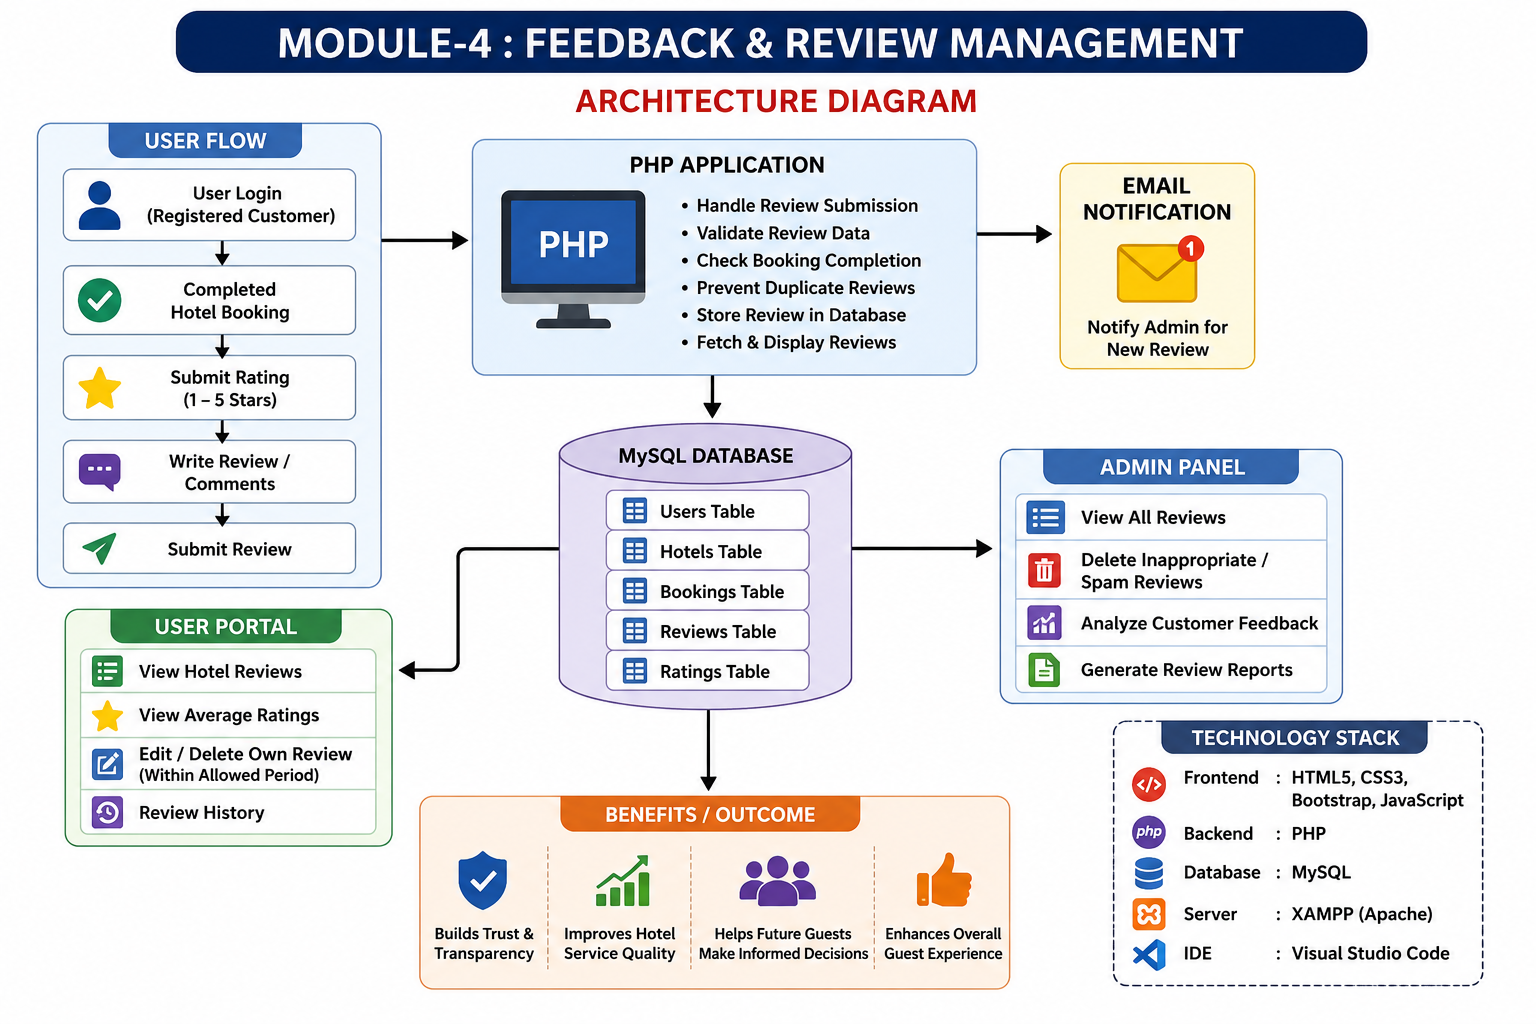 MODULE-4 : FEEDBACK & REVIEW MANAGEMENT
ARCHITECTURE DIAGRAM
USER FLOW
User Login
(Registered Customer)
Completed
Hotel Booking
Submit Rating
(1 – 5 Stars)
Write Review /
Comments
Submit Review
PHP APPLICATION
PHP
• Handle Review Submission
• Validate Review Data
• Check Booking Completion
• Prevent Duplicate Reviews
• Store Review in Database
• Fetch & Display Reviews
EMAIL
NOTIFICATION
1
Notify Admin for
New Review
MySQL DATABASE
Users Table
Hotels Table
Bookings Table
Reviews Table
Ratings Table
ADMIN PANEL
View All Reviews
Delete Inappropriate /
Spam Reviews
Analyze Customer Feedback
Generate Review Reports
USER PORTAL
View Hotel Reviews
View Average Ratings
Edit / Delete Own Review
(Within Allowed Period)
Review History
BENEFITS / OUTCOME
Builds Trust &
Transparency
Improves Hotel
Service Quality
Helps Future Guests
Make Informed Decisions
Enhances Overall
Guest Experience
TECHNOLOGY STACK
</> Frontend : HTML5, CSS3,
Bootstrap, JavaScript
php Backend : PHP
Database : MySQL
Server : XAMPP (Apache)
IDE : Visual Studio Code